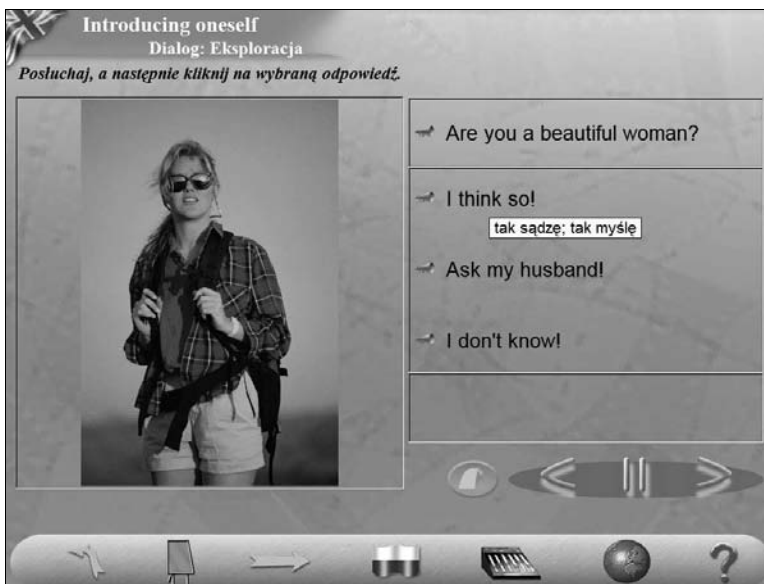 Introducing oneself
Dialog: Eksploracja
Posłuchaj, a następnie kliknij na wybraną odpowiedź.
Are you a beautiful woman?
I think so!
tak sądzę; tak myślę
Ask my husband!
I don't know!